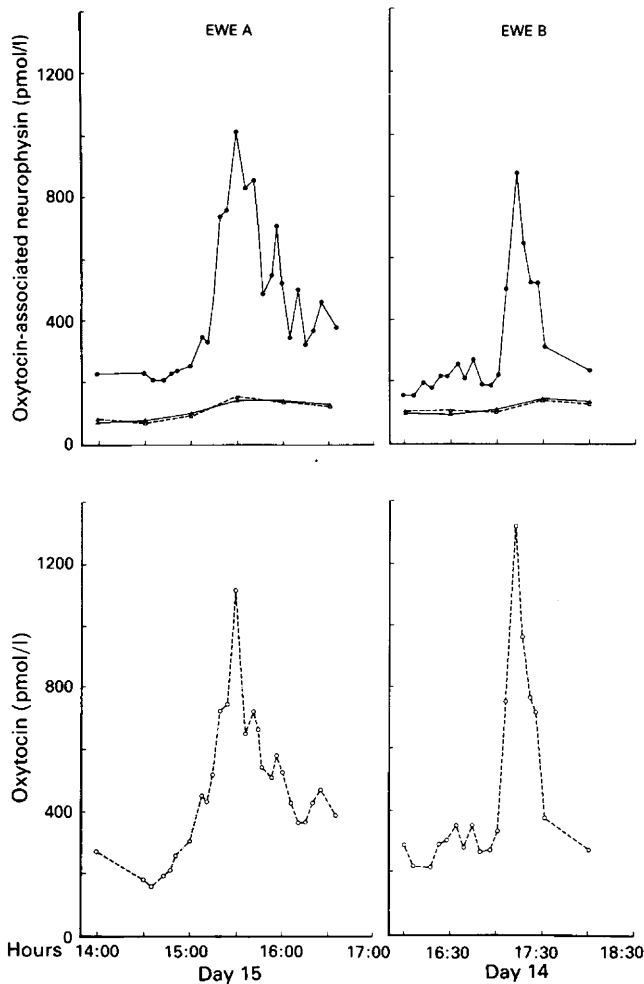 EWE A
EWE B
Oxytocin-associated neurophysin (pmol/l)
1200
800
400
0
Oxytocin (pmol/l)
1200
800
400
0
Hours 14:00 15:00 16:00 17:00 16:30 17:30 18:30
Day 15 Day 14